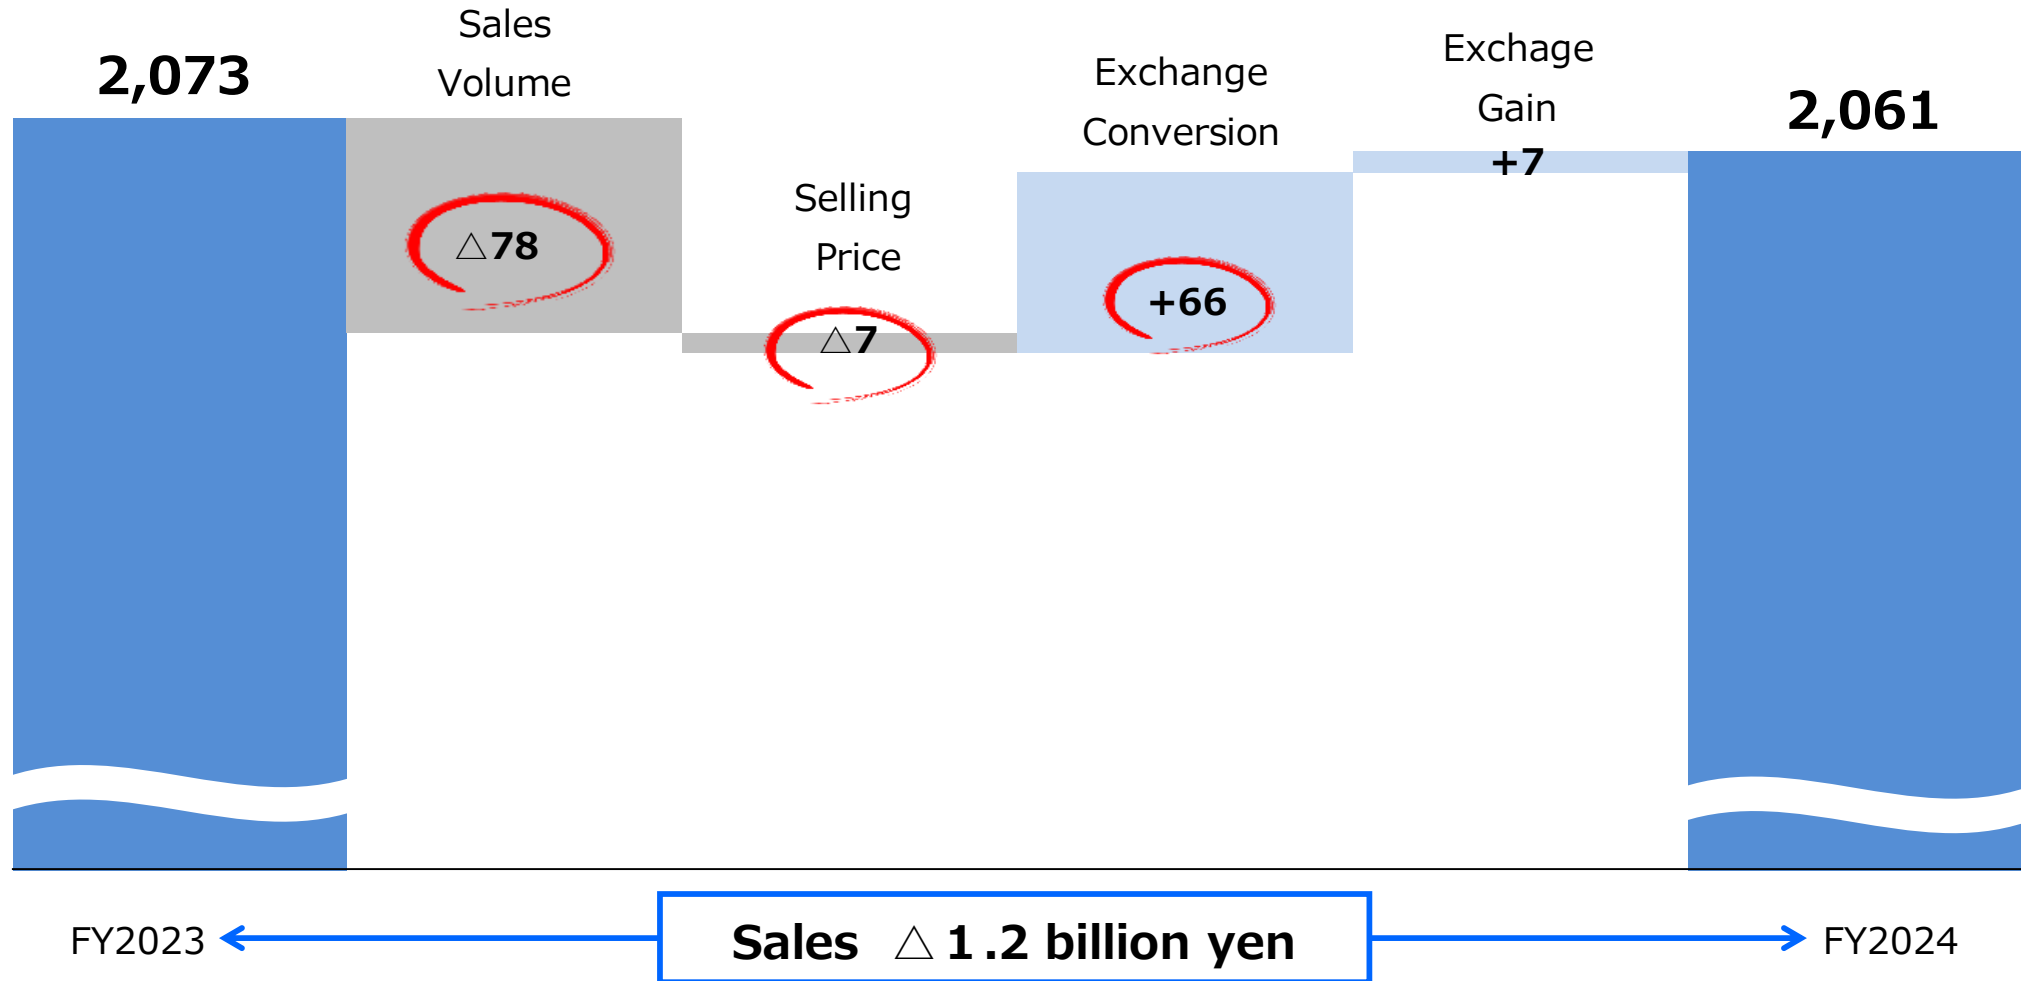 2,073
Sales
Volume
△78
Selling
Price
△7
Exchange
Conversion
+66
Exchage
Gain
+7
2,061
FY2023
Sales △1.2 billion yen
FY2024